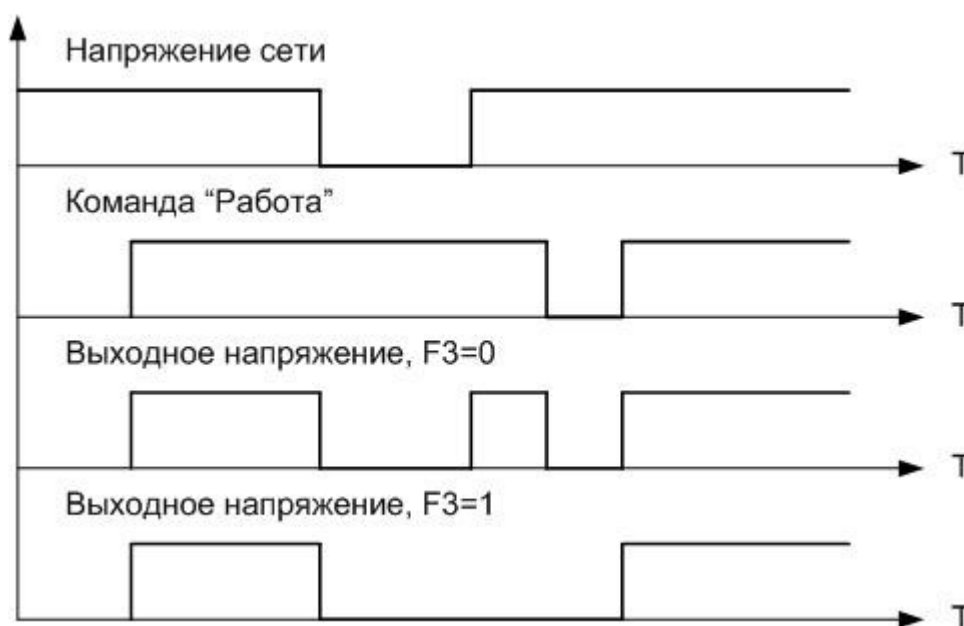 Напряжение сети
T
Команда “Работа”
T
Выходное напряжение, F3=0
T
Выходное напряжение, F3=1
T